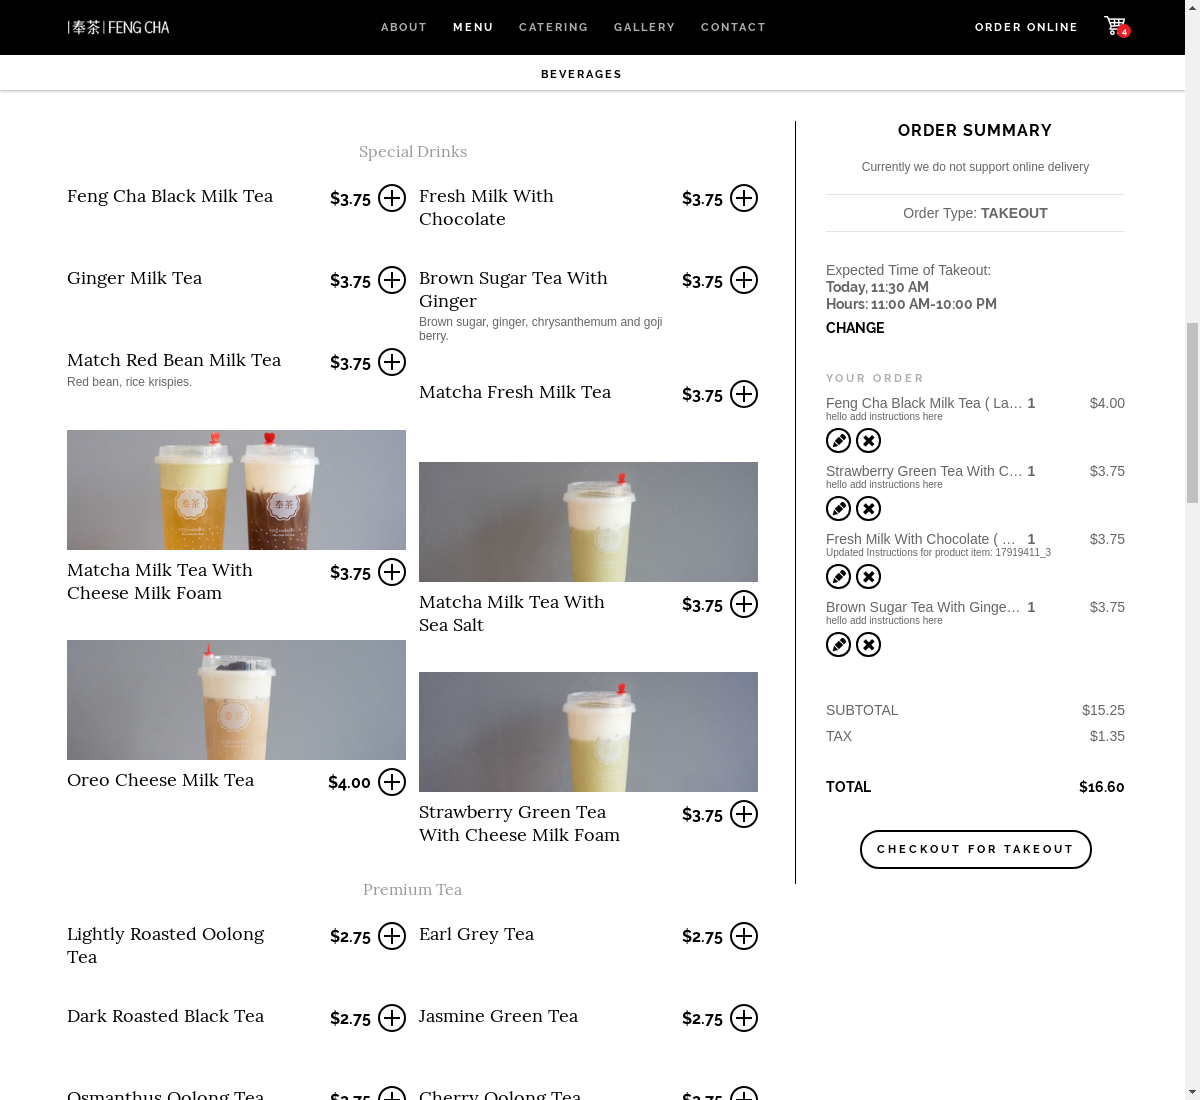 |奉茶| FENG CHA
ABOUT
MENU
CATERING
GALLERY
CONTACT
ORDER ONLINE
4
BEVERAGES
Special Drinks
Feng Cha Black Milk Tea
$3.75
Fresh Milk With
Chocolate
$3.75
Ginger Milk Tea
$3.75
Brown Sugar Tea With
Ginger
$3.75
Brown sugar, ginger, chrysanthemum and goji
berry.
Match Red Bean Milk Tea
$3.75
Red bean, rice krispies.
Matcha Fresh Milk Tea
$3.75
奉茶
奉茶
Matcha Milk Tea With
Cheese Milk Foam
$3.75
Matcha Milk Tea With
Sea Salt
$3.75
奉茶
Oreo Cheese Milk Tea
$4.00
Strawberry Green Tea
With Cheese Milk Foam
$3.75
Premium Tea
Lightly Roasted Oolong
Tea
$2.75
Earl Grey Tea
$2.75
Dark Roasted Black Tea
$2.75
Jasmine Green Tea
$2.75
Osmanthus Oolong Tea
Cherry Oolong Tea
ORDER SUMMARY
Currently we do not support online delivery
Order Type: TAKEOUT
Expected Time of Takeout:
Today, 11:30 AM
Hours: 11:00 AM-10:00 PM
CHANGE
YOUR ORDER
Feng Cha Black Milk Tea ( La... 1 $4.00
hello add instructions here
Strawberry Green Tea With C... 1 $3.75
hello add instructions here
Fresh Milk With Chocolate ( ... 1 $3.75
Updated Instructions for product item: 17919411_3
Brown Sugar Tea With Ginge... 1 $3.75
hello add instructions here
SUBTOTAL $15.25
TAX $1.35
TOTAL $16.60
CHECKOUT FOR TAKEOUT